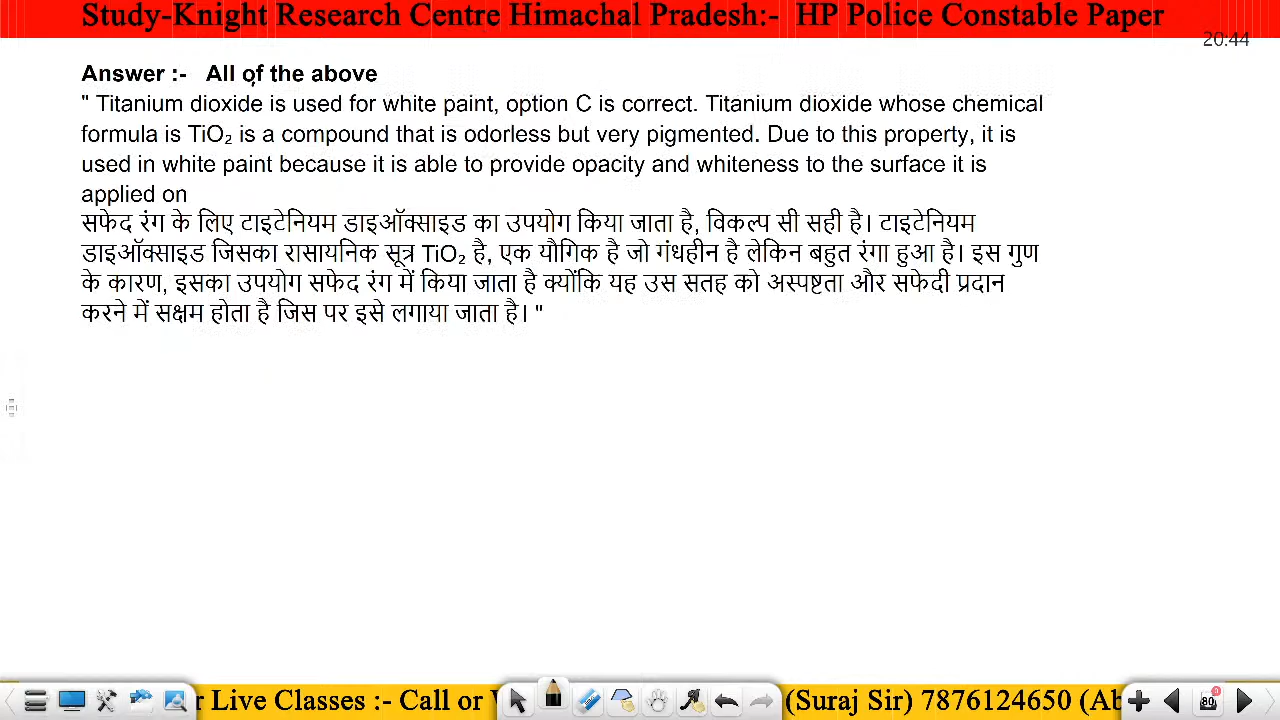 Study-Knight Research Centre Himachal Pradesh:- HP Police Constable Paper
20:44
Answer :- All of the above
" Titanium dioxide is used for white paint, option C is correct. Titanium dioxide whose chemical
formula is TiO₂ is a compound that is odorless but very pigmented. Due to this property, it is
used in white paint because it is able to provide opacity and whiteness to the surface it is
applied on
सफेद रंग के लिए टाइटेनियम डाइऑक्साइड का उपयोग किया जाता है, विकल्प सी सही है। टाइटेनियम
डाइऑक्साइड जिसका रासायनिक सूत्र TiO₂ है, एक यौगिक है जो गंधहीन है लेकिन बहुत रंगा हुआ है। इस गुण
के कारण, इसका उपयोग सफेद रंग में किया जाता है क्योंकि यह उस सतह को अस्पष्टता और सफेदी प्रदान
करने में सक्षम होता है जिस पर इसे लगाया जाता है। "
r Live Classes :- Call or (Suraj Sir) 7876124650 (Ab
80